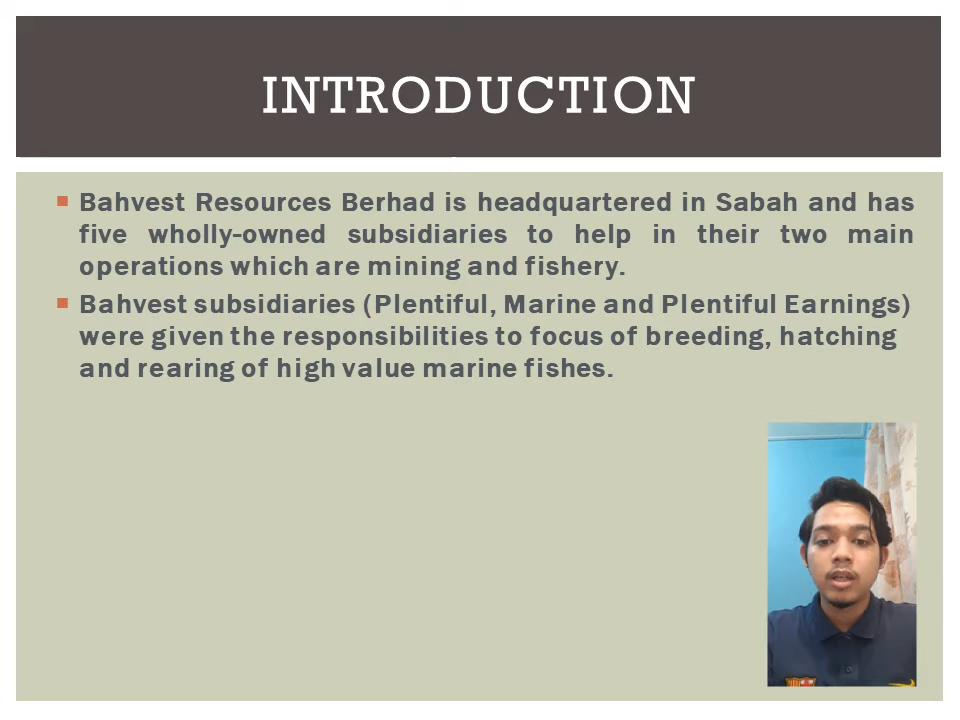 INTRODUCTION
Bahvest Resources Berhad is headquartered in Sabah and has
five wholly-owned subsidiaries to help in their two main
operations which are mining and fishery.
Bahvest subsidiaries (Plentiful, Marine and Plentiful Earnings)
were given the responsibilities to focus of breeding, hatching
and rearing of high value marine fishes.